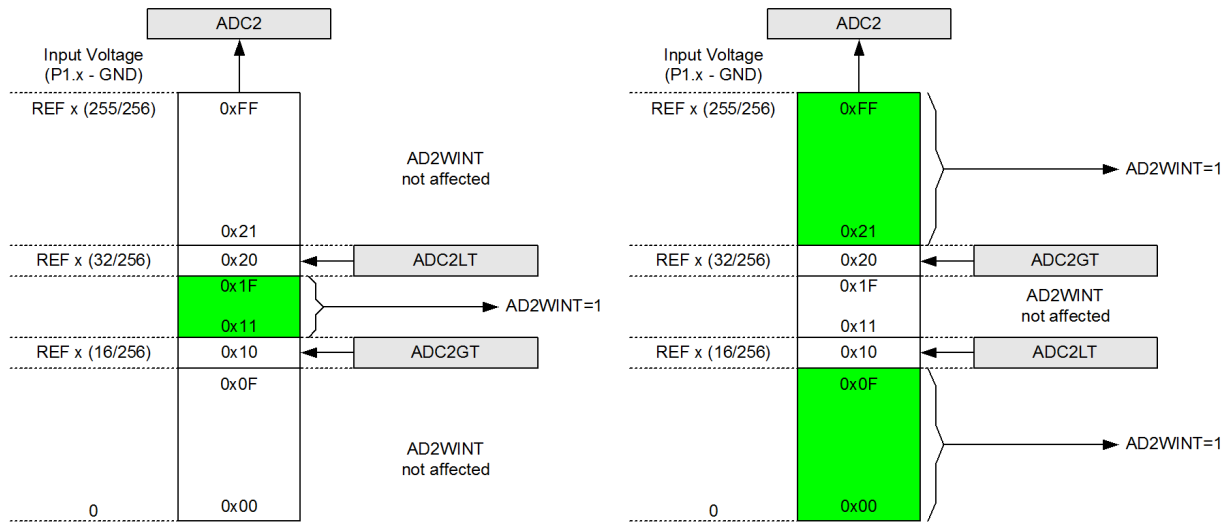 ADC2
Input Voltage
(P1.x - GND)
REF x (255/256)
0xFF
AD2WINT
not affected
0x21
REF x (32/256)
0x20
ADC2LT
0x1F
AD2WINT=1
0x11
REF x (16/256)
0x10
ADC2GT
0x0F
AD2WINT
not affected
0x00
0
ADC2
Input Voltage
(P1.x - GND)
REF x (255/256)
0xFF
AD2WINT=1
0x21
REF x (32/256)
0x20
ADC2GT
0x1F
AD2WINT
not affected
0x11
REF x (16/256)
0x10
ADC2LT
0x0F
AD2WINT=1
0x00
0